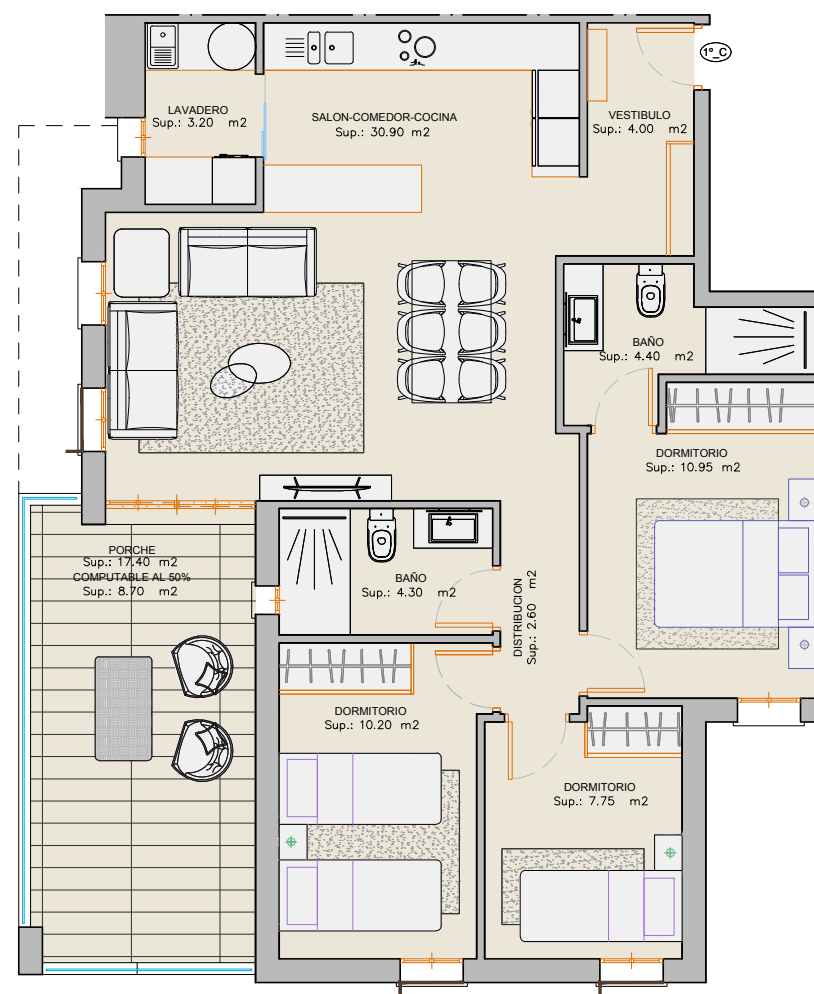 1º_C
LAVADERO
Sup.: 3.20 m2
SALON-COMEDOR-COCINA
Sup.: 30.90 m2
VESTIBULO
Sup.: 4.00 m2
BAÑO
Sup.: 4.40 m2
DORMITORIO
Sup.: 10.95 m2
PORCHE
Sup.: 17.40 m2
COMPUTABLE AL 50%
Sup.: 8.70 m2
BAÑO
Sup.: 4.30 m2
DISTRIBUCION
Sup.: 2.60 m2
DORMITORIO
Sup.: 10.20 m2
DORMITORIO
Sup.: 7.75 m2